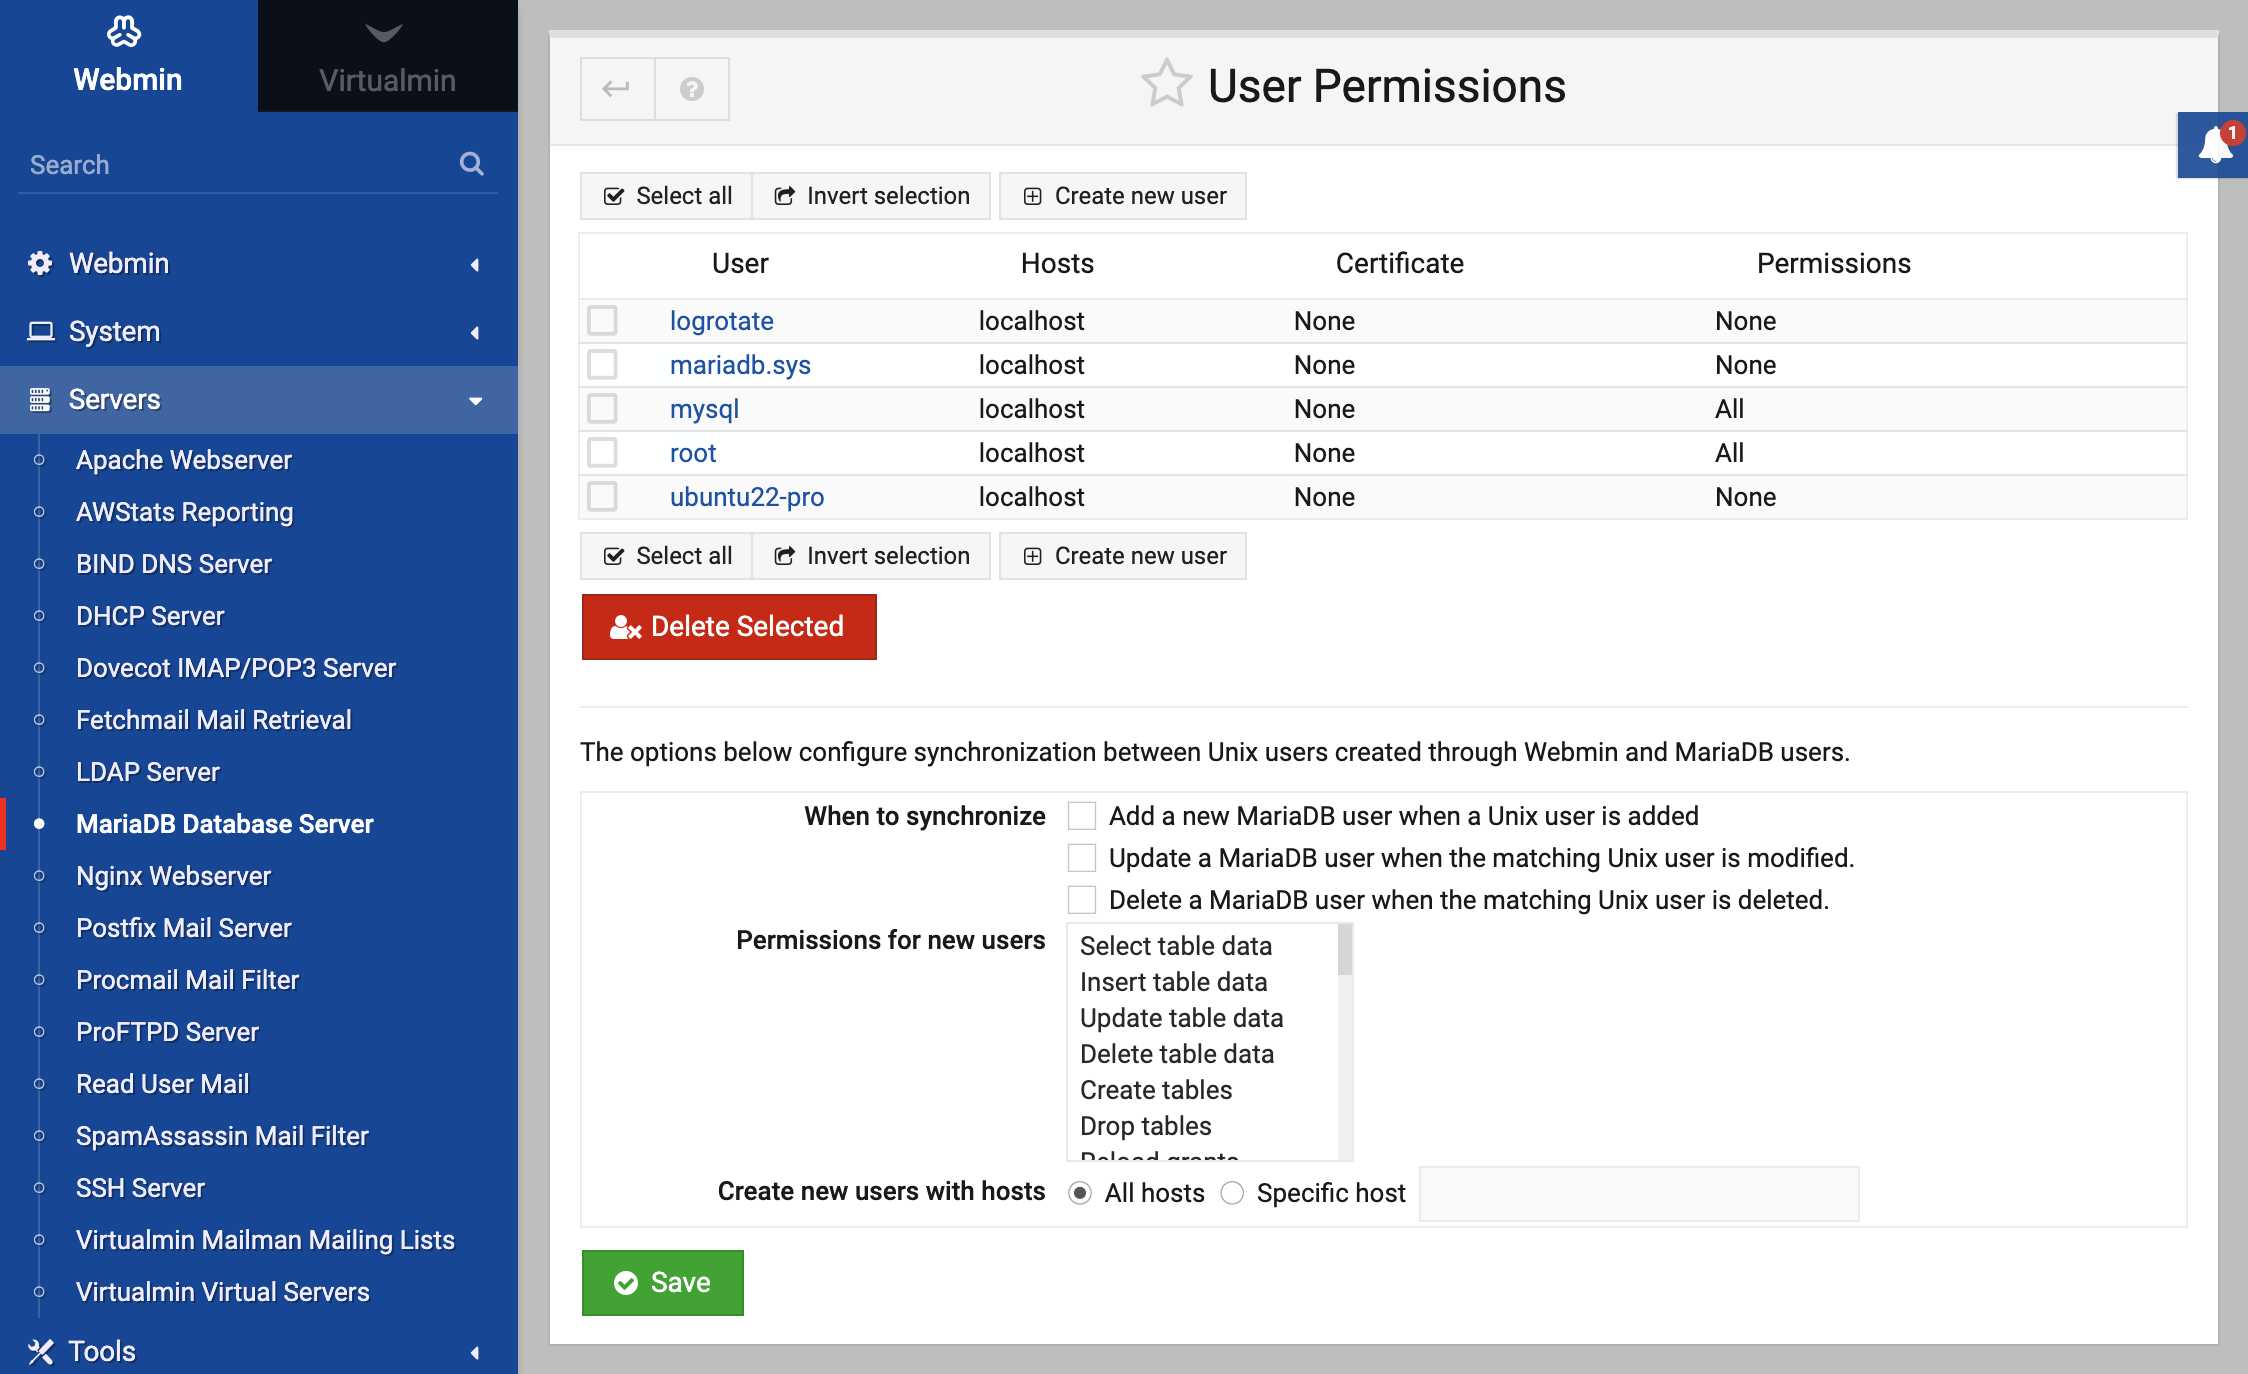 Webmin
Virtualmin
Search
Webmin
System
Servers
Apache Webserver
AWStats Reporting
BIND DNS Server
DHCP Server
Dovecot IMAP/POP3 Server
Fetchmail Mail Retrieval
LDAP Server
MariaDB Database Server
Nginx Webserver
Postfix Mail Server
Procmail Mail Filter
ProFTPD Server
Read User Mail
SpamAssassin Mail Filter
SSH Server
Virtualmin Mailman Mailing Lists
Virtualmin Virtual Servers
Tools
User Permissions
1
Select all Invert selection Create new user
User Hosts Certificate Permissions
logrotate localhost None None
mariadb.sys localhost None None
mysql localhost None All
root localhost None All
ubuntu22-pro localhost None None
Select all Invert selection Create new user
Delete Selected
The options below configure synchronization between Unix users created through Webmin and MariaDB users.
When to synchronize Add a new MariaDB user when a Unix user is added
Update a MariaDB user when the matching Unix user is modified.
Delete a MariaDB user when the matching Unix user is deleted.
Permissions for new users Select table data
Insert table data
Update table data
Delete table data
Create tables
Drop tables
Reload grants
Create new users with hosts All hosts Specific host
Save